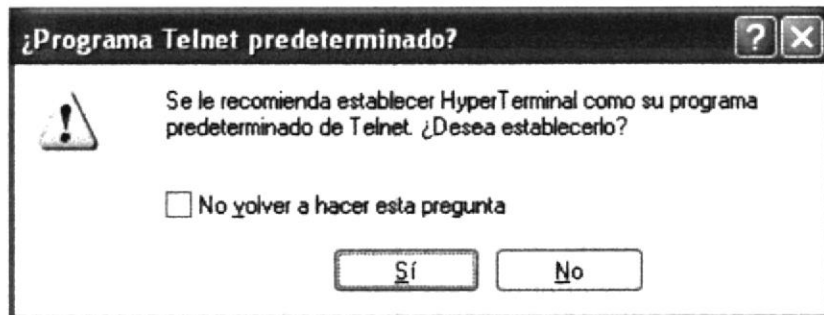 ¿Programa Telnet predeterminado?
Se le recomienda establecer HyperTerminal como su programa
predeterminado de Telnet. ¿Desea establecerlo?
No volver a hacer esta pregunta
Sí
No